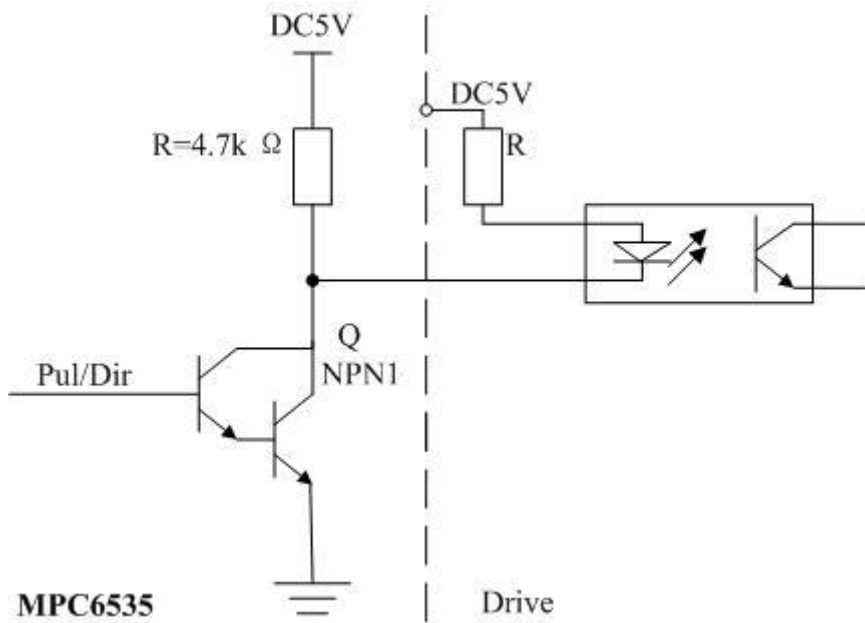 DC5V
DC5V
R=4.7k Ω
R
Q
NPN1
Pul/Dir
MPC6535
Drive